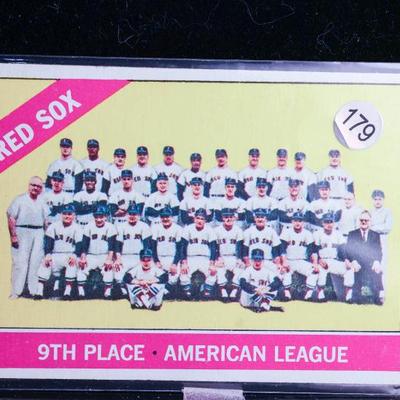 RED SOX
179
9TH PLACE · AMERICAN LEAGUE